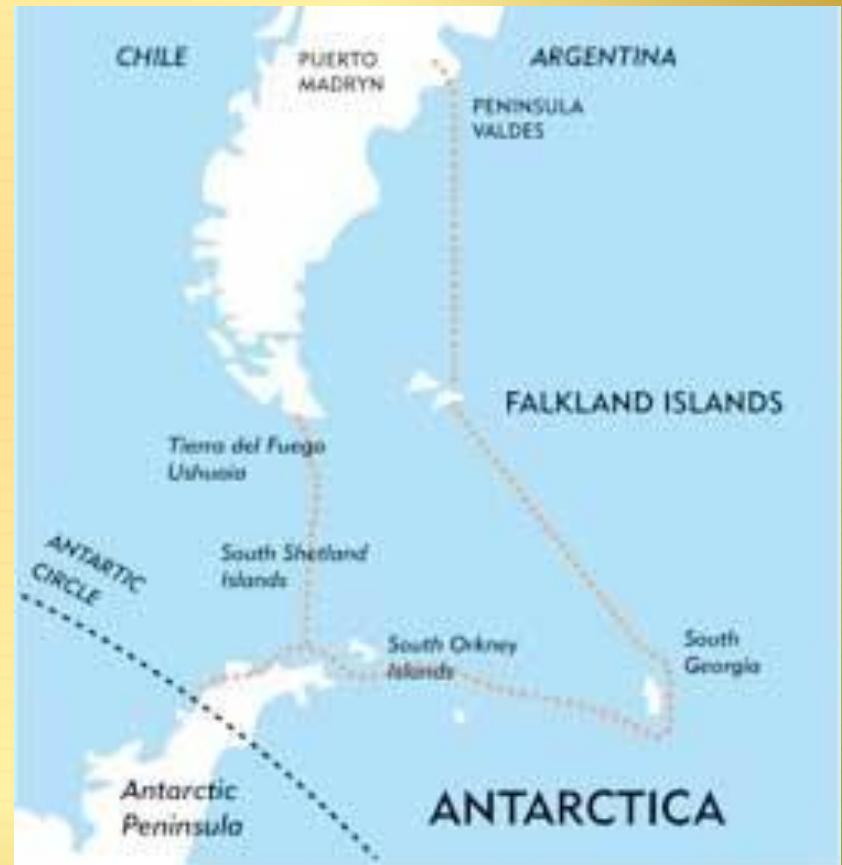 CHILE
PUERTO
MADRYN
ARGENTINA
PENINSULA
VALDES
FALKLAND ISLANDS
Tierra del Fuego
Ushuaia
ANTARTIC
CIRCLE
South Shetland
Islands
South Orkney
Islands
South
Georgia
Antarctic
Peninsula
ANTARCTICA